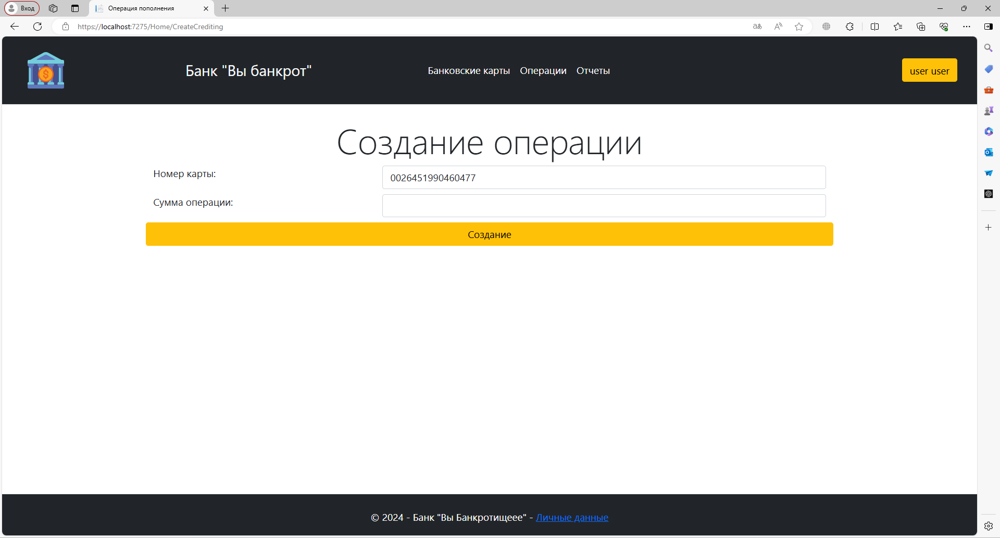 Вход
Операция пополнения
https://localhost:7275/Home/CreateCrediting
Банк "Вы банкрот"
Банковские карты Операции Отчеты
user user
Создание операции
Номер карты:
0026451990460477
Сумма операции:
Создание
© 2024 - Банк "Вы Банкротищеее" - Личные данные